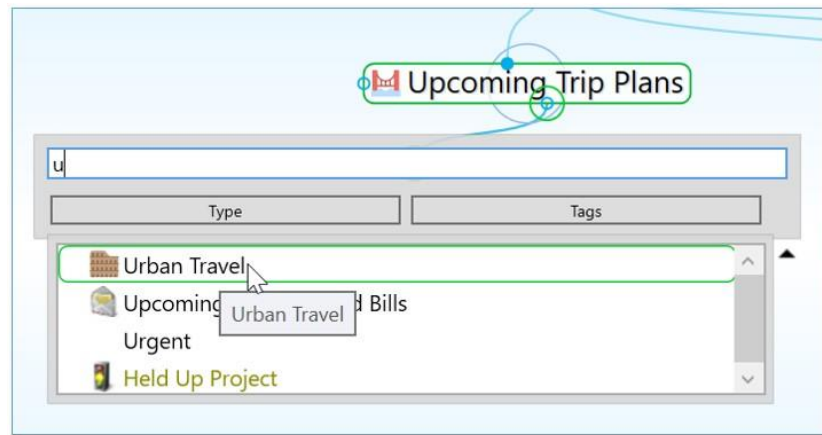 Upcoming Trip Plans
u
Type
Tags
Urban Travel
Upcoming d Bills
Urban Travel
Urgent
Held Up Project